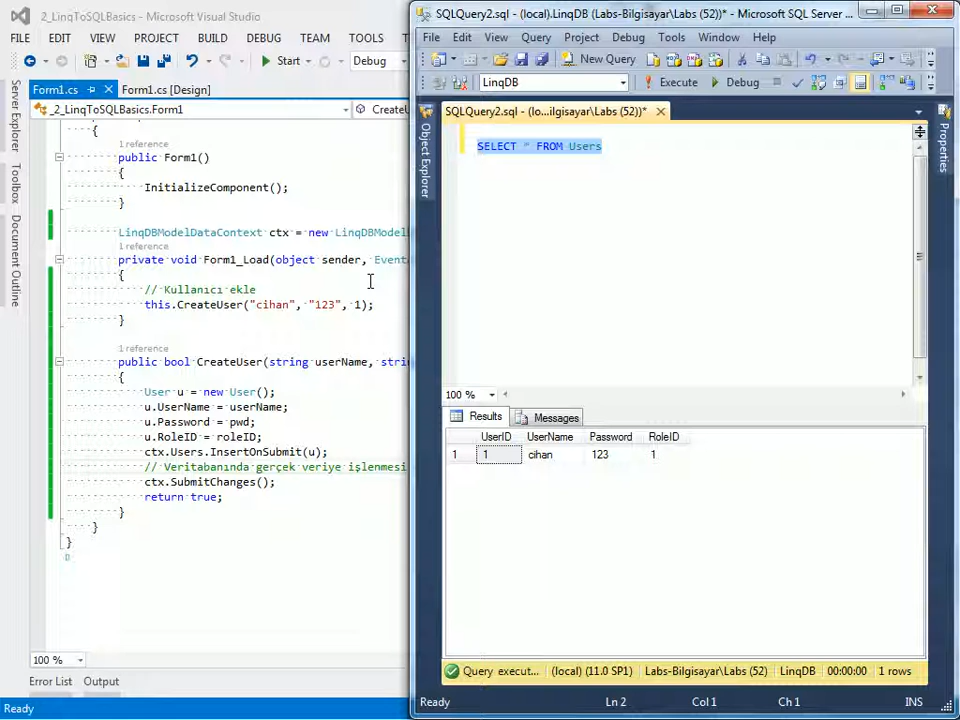 2_LinqToSQLBasics - Microsoft Visual Studio
FILE EDIT VIEW PROJECT BUILD DEBUG TEAM TOOLS
Start Debug
Form1.cs Form1.cs [Design]
_2_LinqToSQLBasics.Form1
Server Explorer
Toolbox
Document Outline
{
1 reference
public Form1()
{
InitializeComponent();
}
LinqDBModelDataContext ctx = new LinqDBModel
1 reference
private void Form1_Load(object sender, Event
{
// Kullanıcı ekle
this.CreateUser("cihan", "123", 1);
}
1 reference
public bool CreateUser(string userName, stri
{
User u = new User();
u.UserName = userName;
u.Password = pwd;
u.RoleID = roleID;
ctx.Users.InsertOnSubmit(u);
// Veritabanında gerçek veriye işlenmesi
ctx.SubmitChanges();
return true;
}
}
}
100 %
Error List Output
Ready
SQLQuery2.sql - (local).LinqDB (Labs-Bilgisayar\Labs (52))* - Microsoft SQL Server ...
File Edit View Query Project Debug Tools Window Help
New Query
LinqDB Execute Debug
SQLQuery2.sql - (lo...ilgisayar\Labs (52))*
Object Explorer
Properties
SELECT * FROM Users
100 %
Results Messages
UserID UserName Password RoleID
1 1 cihan 123 1
Query execut... (local) (11.0 SP1) Labs-Bilgisayar\Labs (52) LinqDB 00:00:00 1 rows
Ready Ln 2 Col 1 Ch 1 INS